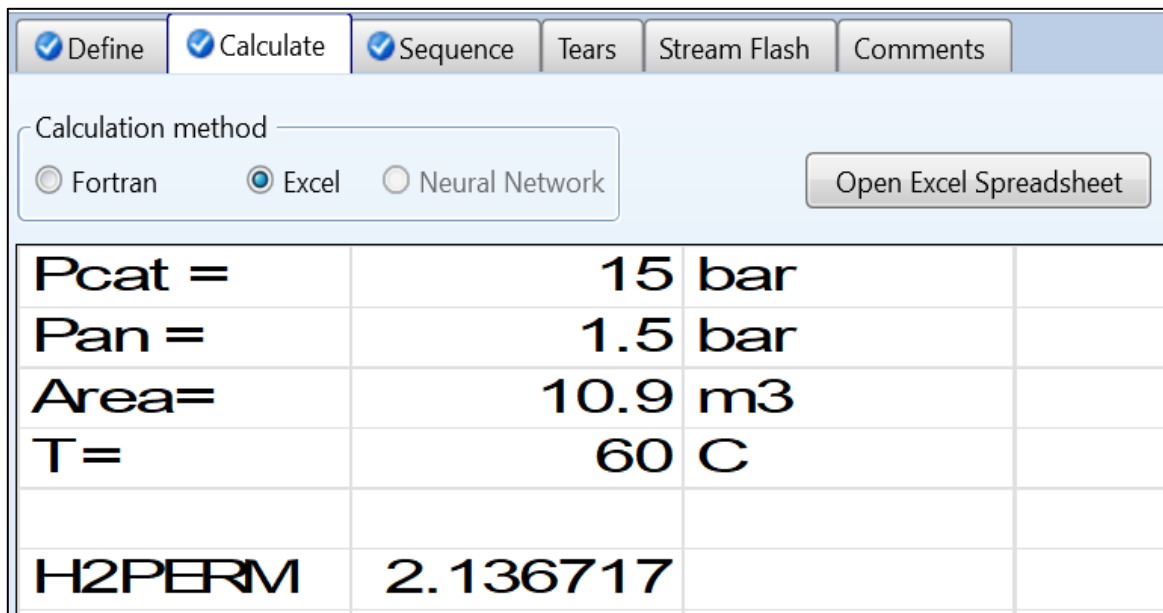 Define Calculate Sequence Tears Stream Flash Comments
Calculation method
Fortran Excel Neural Network Open Excel Spreadsheet
Pcat = 15 bar
Pan = 1.5 bar
Area= 10.9 m3
T= 60 C
H2PERM 2.136717